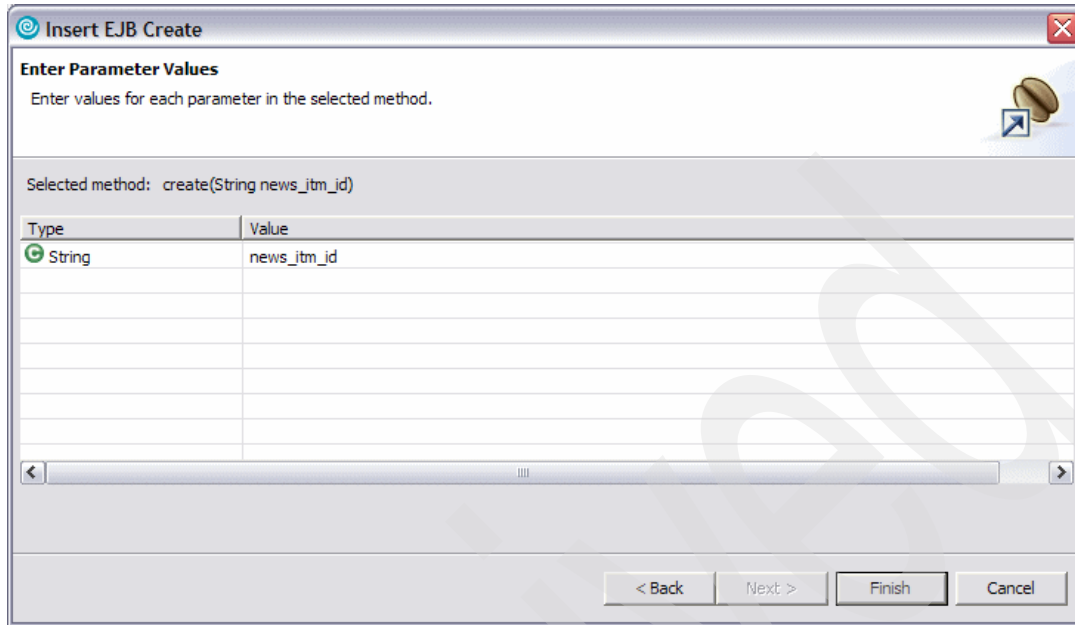 Insert EJB Create
Enter Parameter Values
Enter values for each parameter in the selected method.
Selected method: create(String news_itm_id)
Type Value
String news_itm_id
< Back Next > Finish Cancel